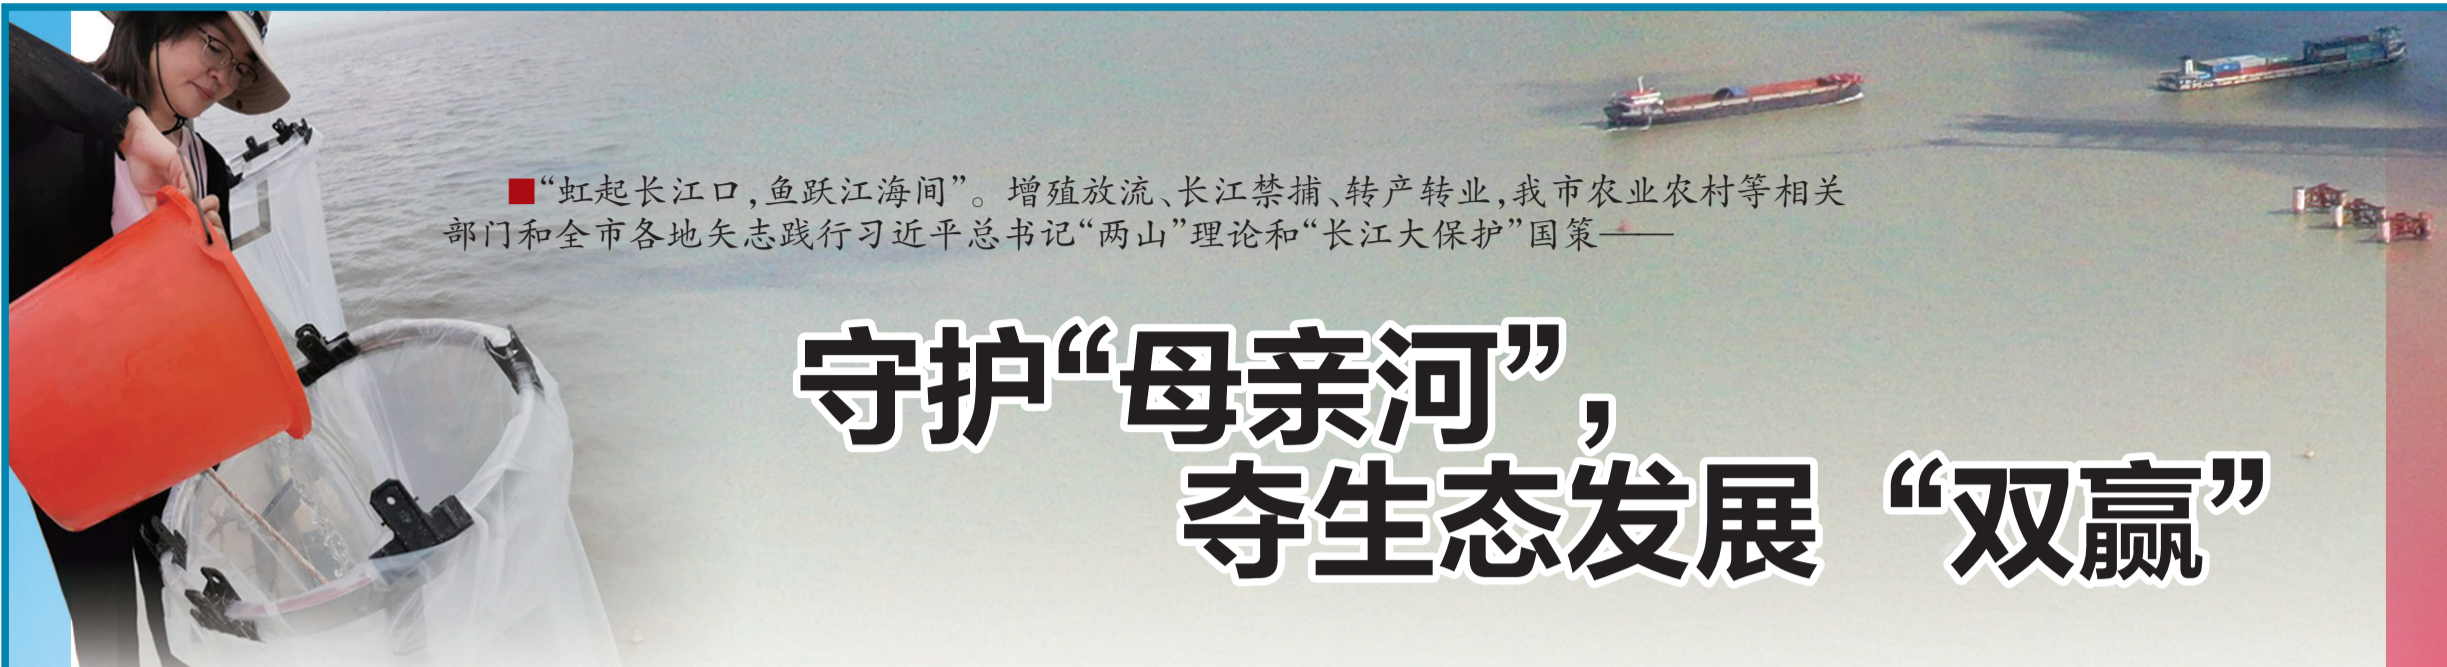 ■“虹起长江口，鱼跃江海间”。增殖放流、长江禁捕、转产转业，我市农业农村等相关
部门和全市各地矢志践行习近平总书记“两山”理论和“长江大保护”国策——
守护“母亲河”，
夺生态发展“双赢”